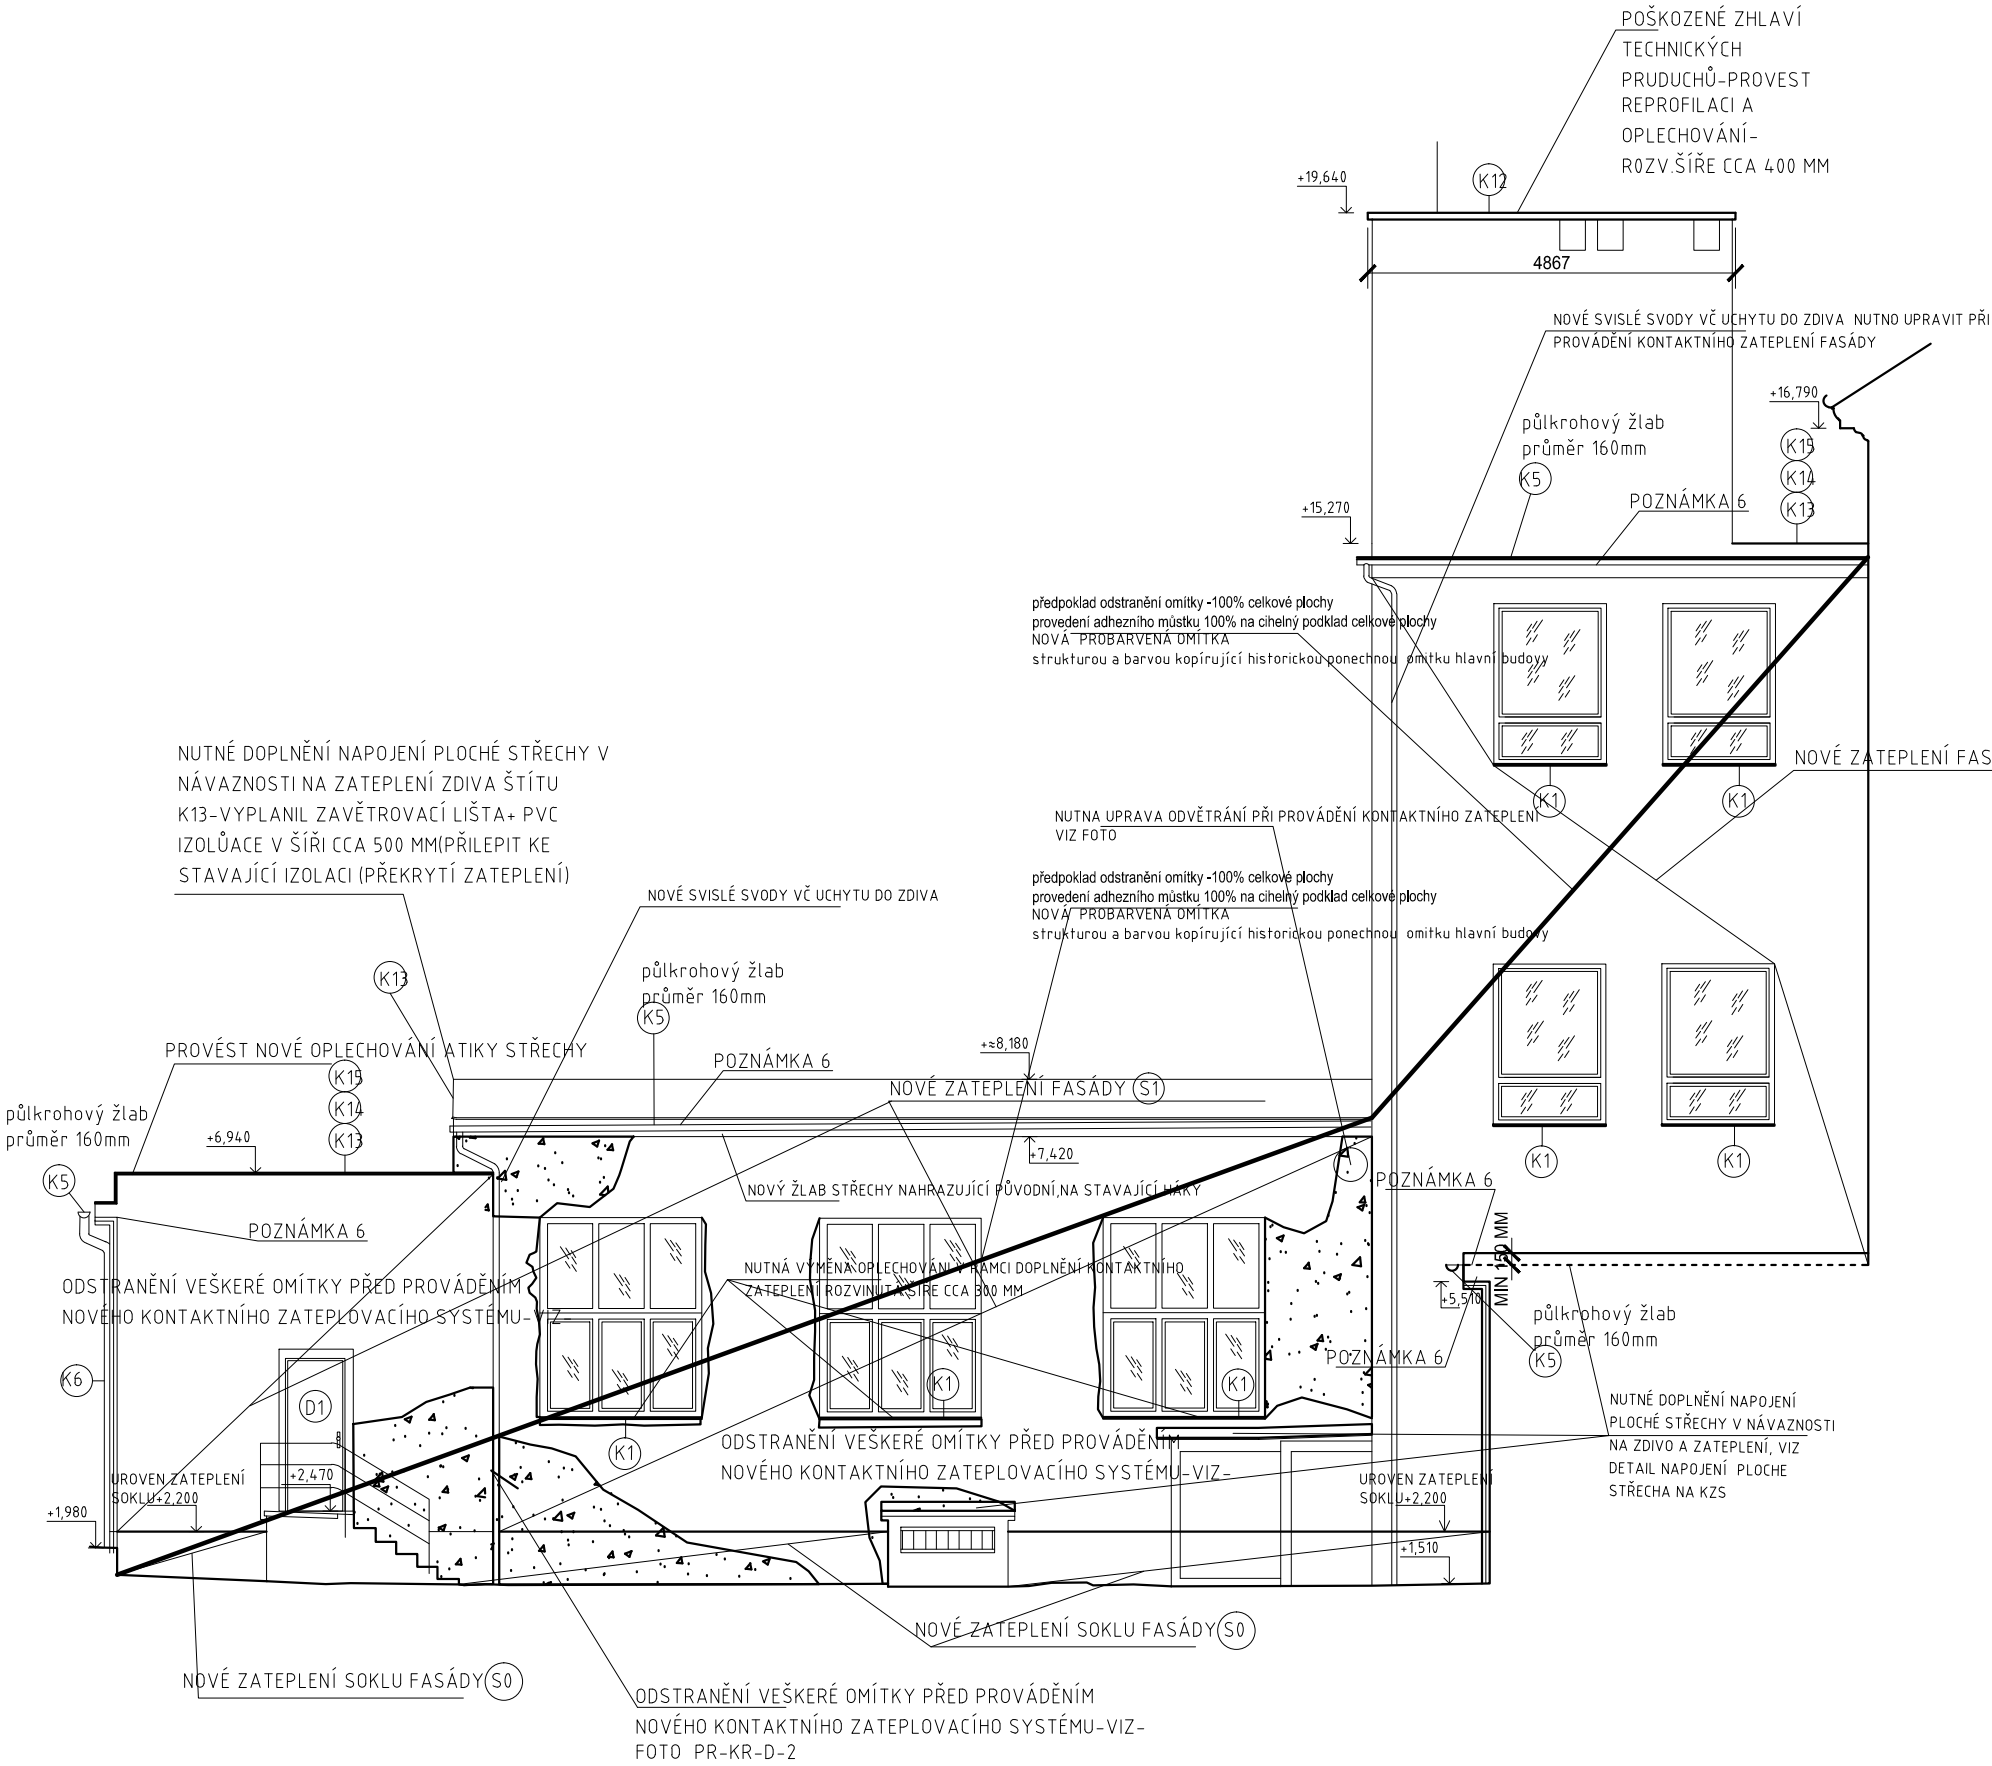 POŠKOZENÉ ZHLAVÍ
TECHNICKÝCH
PRUDUCHŮ-PROVEST
REPROFILACI A
OPLECHOVÁNÍ-
ROZV.ŠÍŘE CCA 400 MM
+19,640
K12
4867
NOVÉ SVISLÉ SVODY VČ UCHYTU DO ZDIVA NUTNO UPRAVIT PŘI
PROVÁDĚNÍ KONTAKTNÍHO ZATEPLENÍ FASÁDY
+16,790
půlkrohový žlab
průměr 160mm
K5
K15
K14
K13
POZNÁMKA 6
+15,270
předpoklad odstranění omítky -100% celkové plochy
provedení adhezního můstku 100% na cihelný podklad celkové plochy
NOVÁ PROBARVENÁ OMÍTKA
strukturou a barvou kopírující historickou ponechnou omitku hlavní budovy
NOVÉ ZATEPLENÍ FAS
K1
K1
NUTNÉ DOPLNĚNÍ NAPOJENÍ PLOCHÉ STŘECHY V
NÁVAZNOSTI NA ZATEPLENÍ ZDIVA ŠTÍTU
K13-VYPLANIL ZAVĚTROVACÍ LIŠTA+ PVC
IZOLŮACE V ŠÍŘI CCA 500 MM(PŘILEPIT KE
STAVAJÍCÍ IZOLACI (PŘEKRYTÍ ZATEPLENÍ)
NUTNA UPRAVA ODVĚTRÁNÍ PŘI PROVÁDĚNÍ KONTAKTNÍHO ZATEPLENÍ
VIZ FOTO
předpoklad odstranění omítky -100% celkové plochy
provedení adhezního můstku 100% na cihelný podklad celkové plochy
NOVÁ PROBARVENÁ OMÍTKA
strukturou a barvou kopírující historickou ponechnou omitku hlavní budovy
NOVÉ SVISLÉ SVODY VČ UCHYTU DO ZDIVA
K13
půlkrohový žlab
průměr 160mm
K5
PROVÉST NOVÉ OPLECHOVÁNÍ ATIKY STŘECHY
POZNÁMKA 6
+≈8,180
NOVÉ ZATEPLENÍ FASÁDY S1
K15
K14
K13
půlkrohový žlab
průměr 160mm
+6,940
K5
+7,420
K1
K1
NOVÝ ŽLAB STŘECHY NAHRAZUJÍCÍ PŮVODNÍ,NA STAVAJÍCÍ HÁKY
POZNÁMKA 6
POZNÁMKA 6
MIN 150 MM
ODSTRANĚNÍ VEŠKERÉ OMÍTKY PŘED PROVÁDĚNÍM
NOVÉHO KONTAKTNÍHO ZATEPLOVACÍHO SYSTÉMU-VIZ-
NUTNÁ VÝMĚNA OPLECHOVÁNÍ V RÁMCI DOPLNĚNÍ KONTAKTNÍHO
ZATEPLENÍ ROZVINUTÁ ŠÍRE CCA 300 MM
+5,510
půlkrohový žlab
průměr 160mm
K5
POZNÁMKA 6
K6
D1
K1
K1
K1
NUTNÉ DOPLNĚNÍ NAPOJENÍ
PLOCHÉ STŘECHY V NÁVAZNOSTI
NA ZDIVO A ZATEPLENÍ, VIZ
DETAIL NAPOJENÍ PLOCHE
STŘECHA NA KZS
ODSTRANĚNÍ VEŠKERÉ OMÍTKY PŘED PROVÁDĚNÍM
NOVÉHO KONTAKTNÍHO ZATEPLOVACÍHO SYSTÉMU-VIZ-
UROVEN ZATEPLENÍ
SOKLU+2,200
+2,470
UROVEN ZATEPLENÍ
SOKLU+2,200
+1,980
+1,510
NOVÉ ZATEPLENÍ SOKLU FASÁDY S0
NOVÉ ZATEPLENÍ SOKLU FASÁDY S0
ODSTRANĚNÍ VEŠKERÉ OMÍTKY PŘED PROVÁDĚNÍM
NOVÉHO KONTAKTNÍHO ZATEPLOVACÍHO SYSTÉMU-VIZ-
FOTO PR-KR-D-2